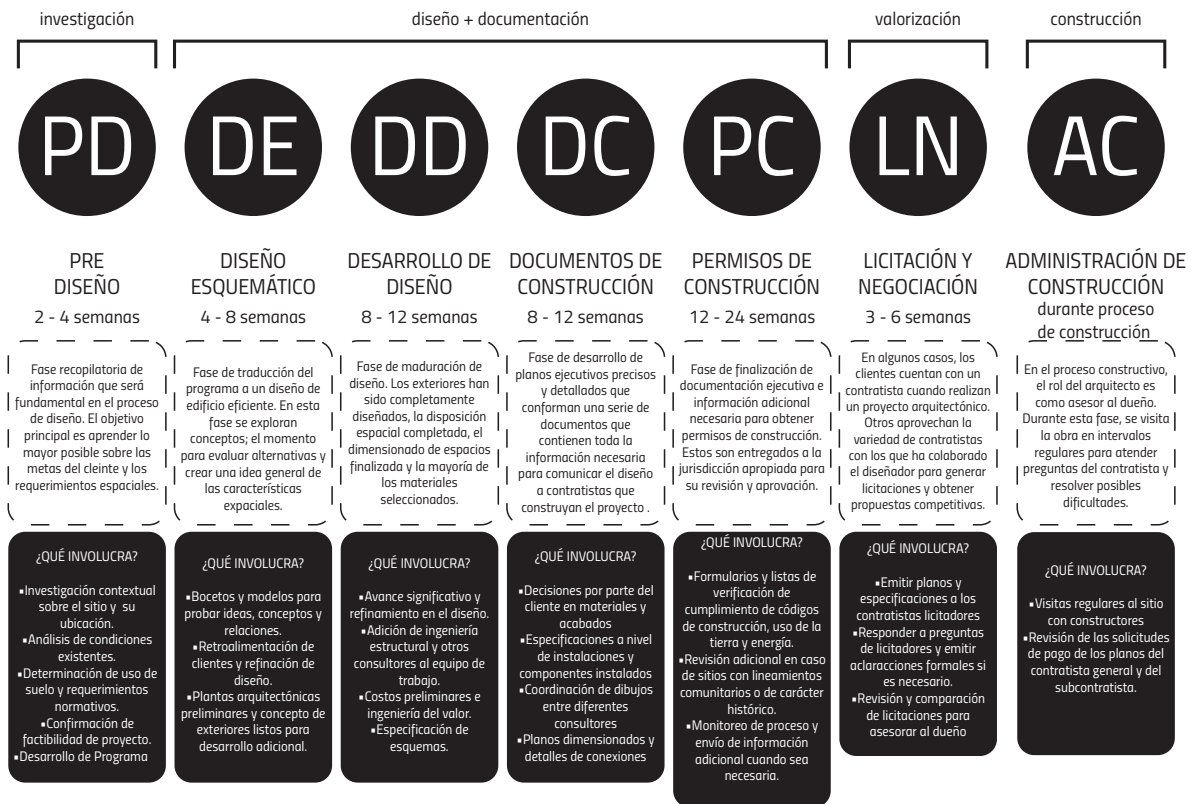 investigación
diseño + documentación
valorización
construcción
PD
DE
DD
DC
PC
LN
AC
PRE
DISEÑO
2 - 4 semanas
Fase recopilatoria de
información que será
fundamental en el proceso
de diseño. El objetivo
principal es aprender lo
mayor posible sobre las
metas del cleinte y los
requerimientos espaciales.
¿QUÉ INVOLUCRA?
▪Investigación contextual
sobre el sitio y su
ubicación.
▪Análisis de condiciones
existentes.
▪Determinación de uso de
suelo y requerimientos
normativos.
▪Confirmación de
factibilidad de proyecto.
▪Desarrollo de Programa
DISEÑO
ESQUEMÁTICO
4 - 8 semanas
Fase de traducción del
programa a un diseño de
edificio eficiente. En esta
fase se exploran
conceptos; el momento
para evaluar alternativas y
crear una idea general de
las características
expaciales.
¿QUÉ INVOLUCRA?
▪Bocetos y modelos para
probar ideas, conceptos y
relaciones.
▪Retroalimentación de
clientes y refinación de
diseño.
▪Plantas arquitectónicas
preliminares y concepto de
exteriores listos para
desarrollo adicional.
DESARROLLO DE
DISEÑO
8 - 12 semanas
Fase de maduración de
diseño. Los exteriores han
sido completamente
diseñados, la disposición
espacial completada, el
dimensionado de espacios
finalizado y la mayoría de
los materiales
seleccionados.
¿QUÉ INVOLUCRA?
▪Avance significativo y
refinamiento en el diseño.
▪Adición de ingeniería
estructural y otros
consultores al equipo de
trabajo.
▪Costos preliminares e
ingeniería del valor.
▪Especificación de
esquemas.
DOCUMENTOS DE
CONSTRUCCIÓN
8 - 12 semanas
Fase de desarrollo de
planos ejecutivos precisos
y detallados que
conforman una serie de
documentos que
contienen toda la
información necesaria
para comunicar el diseño
a contratistas que
construyan el proyecto .
¿QUÉ INVOLUCRA?
▪Decisiones por parte del
cliente en materiales y
acabados
▪Especificaciones a nivel
de instalaciones y
componentes instalados
▪Coordinación de dibujos
entre diferentes
consultores
▪Planos dimensionados y
detalles de conexiones
PERMISOS DE
CONSTRUCCIÓN
12 - 24 semanas
Fase de finalización de
documentación ejecutiva e
información adicional
necesaria para obtener
permisos de construcción.
Estos son entregados a la
jurisdicción apropiada para
su revisión y aprovación.
¿QUÉ INVOLUCRA?
▪Formularios y listas de
verificación de
cumplimiento de códigos
de construcción, uso de la
tierra y energía.
▪Revisión adicional en caso
de sitios con lineamientos
comunitarios o de carácter
histórico.
▪Monitoreo de proceso y
envío de información
adicional cuando sea
necesaria.
LICITACIÓN Y
NEGOCIACIÓN
3 - 6 semanas
En algunos casos, los
clientes cuentan con un
contratista cuando realizan
un proyecto arquitectónico.
Otros aprovechan la
variedad de contratistas
con los que ha colaborado
el diseñador para generar
licitaciones y obtener
propuestas competitivas.
¿QUÉ INVOLUCRA?
▪Emitir planos y
especificaciones a los
contratistas licitadores
▪Responder a preguntas
de licitadores y emitir
aclaracciones formales si
es necesario.
▪Revisión y comparación
de licitaciones para
asesorar al dueño
ADMINISTRACIÓN DE
CONSTRUCCIÓN
durante proceso
de construcción
En el proceso constructivo,
el rol del arquitecto es
como asesor al dueño.
Durante esta fase, se visita
la obra en intervalos
regulares para atender
preguntas del contratista y
resolver posibles
dificultades.
¿QUÉ INVOLUCRA?
▪Visitas regulares al sitio
con constructores
▪Revisión de las solicitudes
de pago de los planos del
contratista general y del
subcontratista.